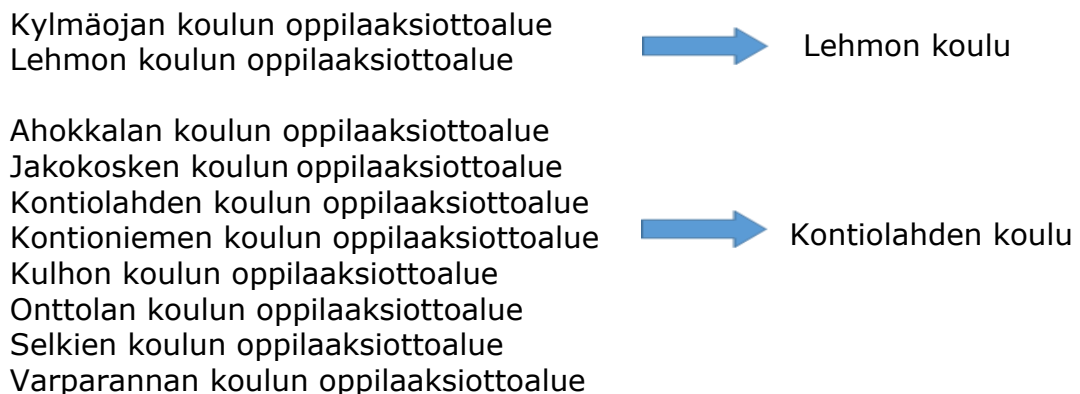 Kylmäojan koulun oppilaaksiottoalue
Lehmon koulun oppilaaksiottoalue
Lehmon koulu
Ahokkalan koulun oppilaaksiottoalue
Jakokosken koulun oppilaaksiottoalue
Kontiolahden koulun oppilaaksiottoalue
Kontioniemen koulun oppilaaksiottoalue
Kontiolahden koulu
Kulhon koulun oppilaaksiottoalue
Onttolan koulun oppilaaksiottoalue
Selkien koulun oppilaaksiottoalue
Varparannan koulun oppilaaksiottoalue